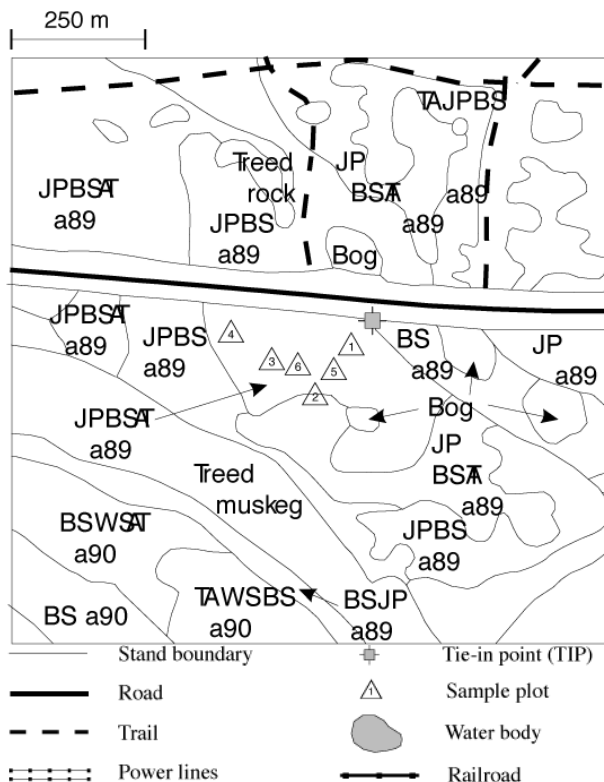 250 m
TAJPBS
Treed
rock
JP
JPBSAT
a89
BSAT
a89
a89
JPBS
a89
Bog
JPBSAT
a89
JPBS
a89
4
3
6
1
5
2
BS
a89
JP
a89
Bog
JPBSAT
a89
JP
BSAT
a89
Treed
muskeg
BSWSAT
a90
JPBS
a89
BS a90
TAWSBS
a90
BSJP
a89
Stand boundary
Tie-in point (TIP)
Road
1
Sample plot
Trail
Water body
Power lines
Railroad